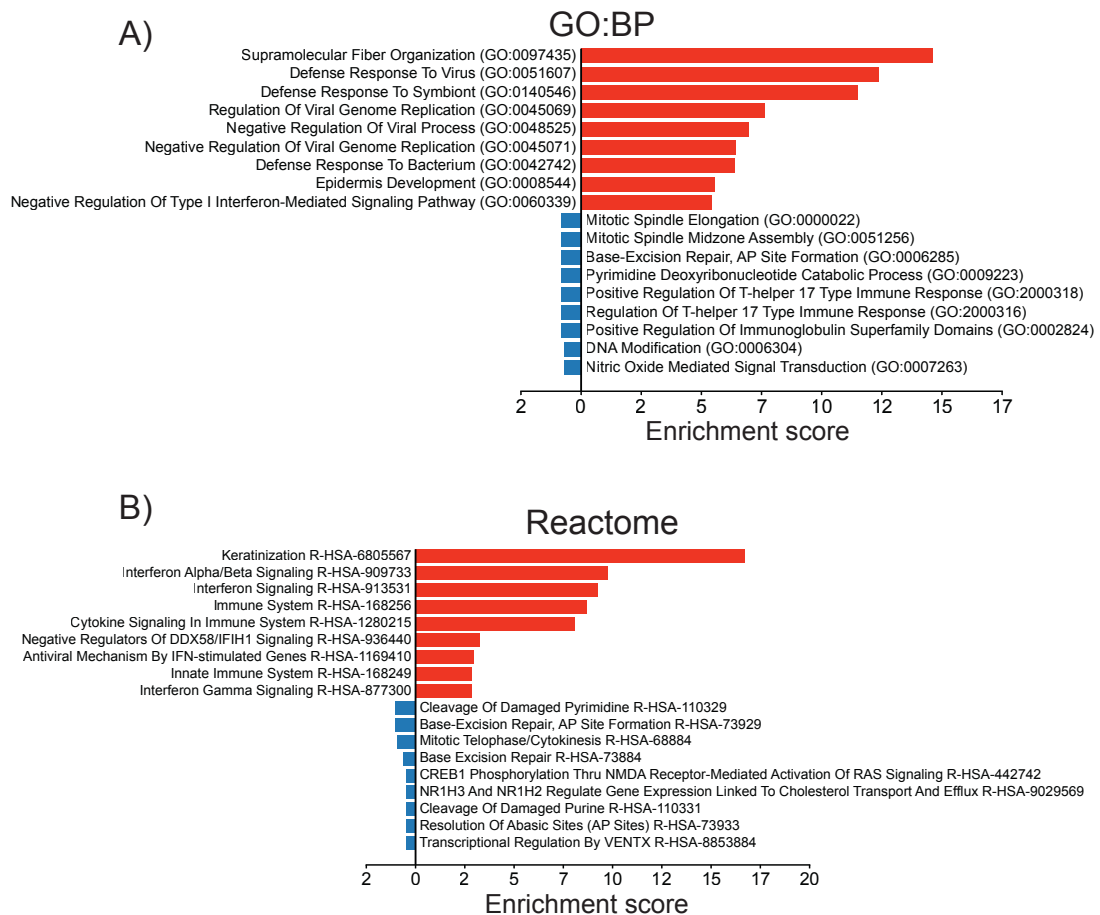 A)
GO:BP
Supramolecular Fiber Organization (GO:0097435)
Defense Response To Virus (GO:0051607)
Defense Response To Symbiont (GO:0140546)
Regulation Of Viral Genome Replication (GO:0045069)
Negative Regulation Of Viral Process (GO:0048525)
Negative Regulation Of Viral Genome Replication (GO:0045071)
Defense Response To Bacterium (GO:0042742)
Epidermis Development (GO:0008544)
Negative Regulation Of Type I Interferon-Mediated Signaling Pathway (GO:0060339)
Mitotic Spindle Elongation (GO:0000022)
Mitotic Spindle Midzone Assembly (GO:0051256)
Base-Excision Repair, AP Site Formation (GO:0006285)
Pyrimidine Deoxyribonucleotide Catabolic Process (GO:0009223)
Positive Regulation Of T-helper 17 Type Immune Response (GO:2000318)
Regulation Of T-helper 17 Type Immune Response (GO:2000316)
Positive Regulation Of Immunoglobulin Superfamily Domains (GO:0002824)
DNA Modification (GO:0006304)
Nitric Oxide Mediated Signal Transduction (GO:0007263)
2 0 2 5 7 10 12 15 17
Enrichment score
B)
Reactome
Keratinization R-HSA-6805567
Interferon Alpha/Beta Signaling R-HSA-909733
Interferon Signaling R-HSA-913531
Immune System R-HSA-168256
Cytokine Signaling In Immune System R-HSA-1280215
Negative Regulators Of DDX58/IFIH1 Signaling R-HSA-936440
Antiviral Mechanism By IFN-stimulated Genes R-HSA-1169410
Innate Immune System R-HSA-168249
Interferon Gamma Signaling R-HSA-877300
Cleavage Of Damaged Pyrimidine R-HSA-110329
Base-Excision Repair, AP Site Formation R-HSA-73929
Mitotic Telophase/Cytokinesis R-HSA-68884
Base Excision Repair R-HSA-73884
CREB1 Phosphorylation Thru NMDA Receptor-Mediated Activation Of RAS Signaling R-HSA-442742
NR1H3 And NR1H2 Regulate Gene Expression Linked To Cholesterol Transport And Efflux R-HSA-9029569
Cleavage Of Damaged Purine R-HSA-110331
Resolution Of Abasic Sites (AP Sites) R-HSA-73933
Transcriptional Regulation By VENTX R-HSA-8853884
2 0 2 5 7 10 12 15 17 20
Enrichment score